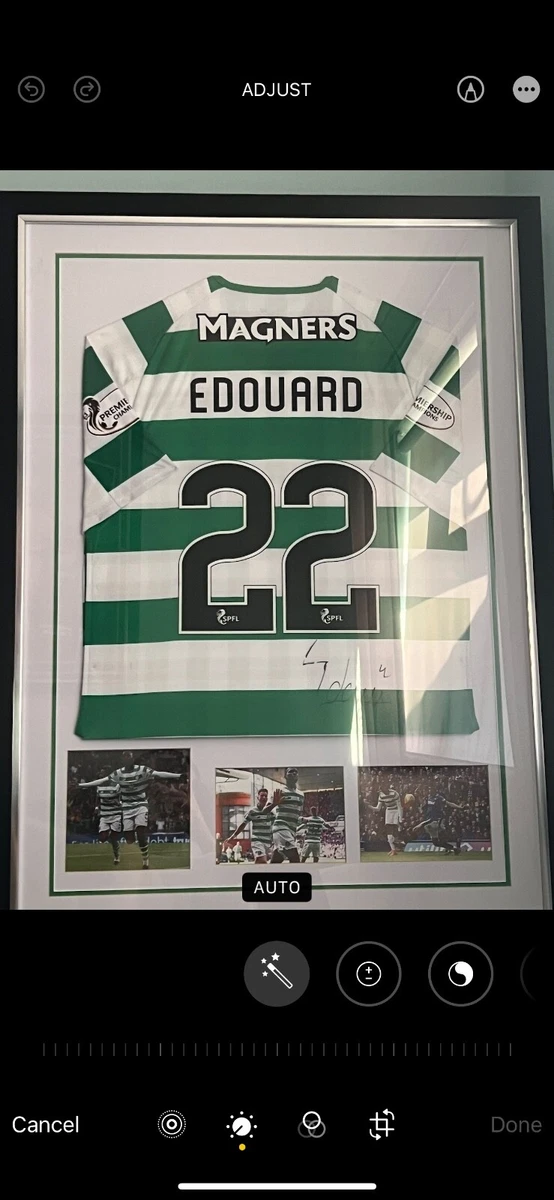 ADJUST
MAGNERS
EDOUARD
22
SPFL SPFL
AUTO
Cancel Done